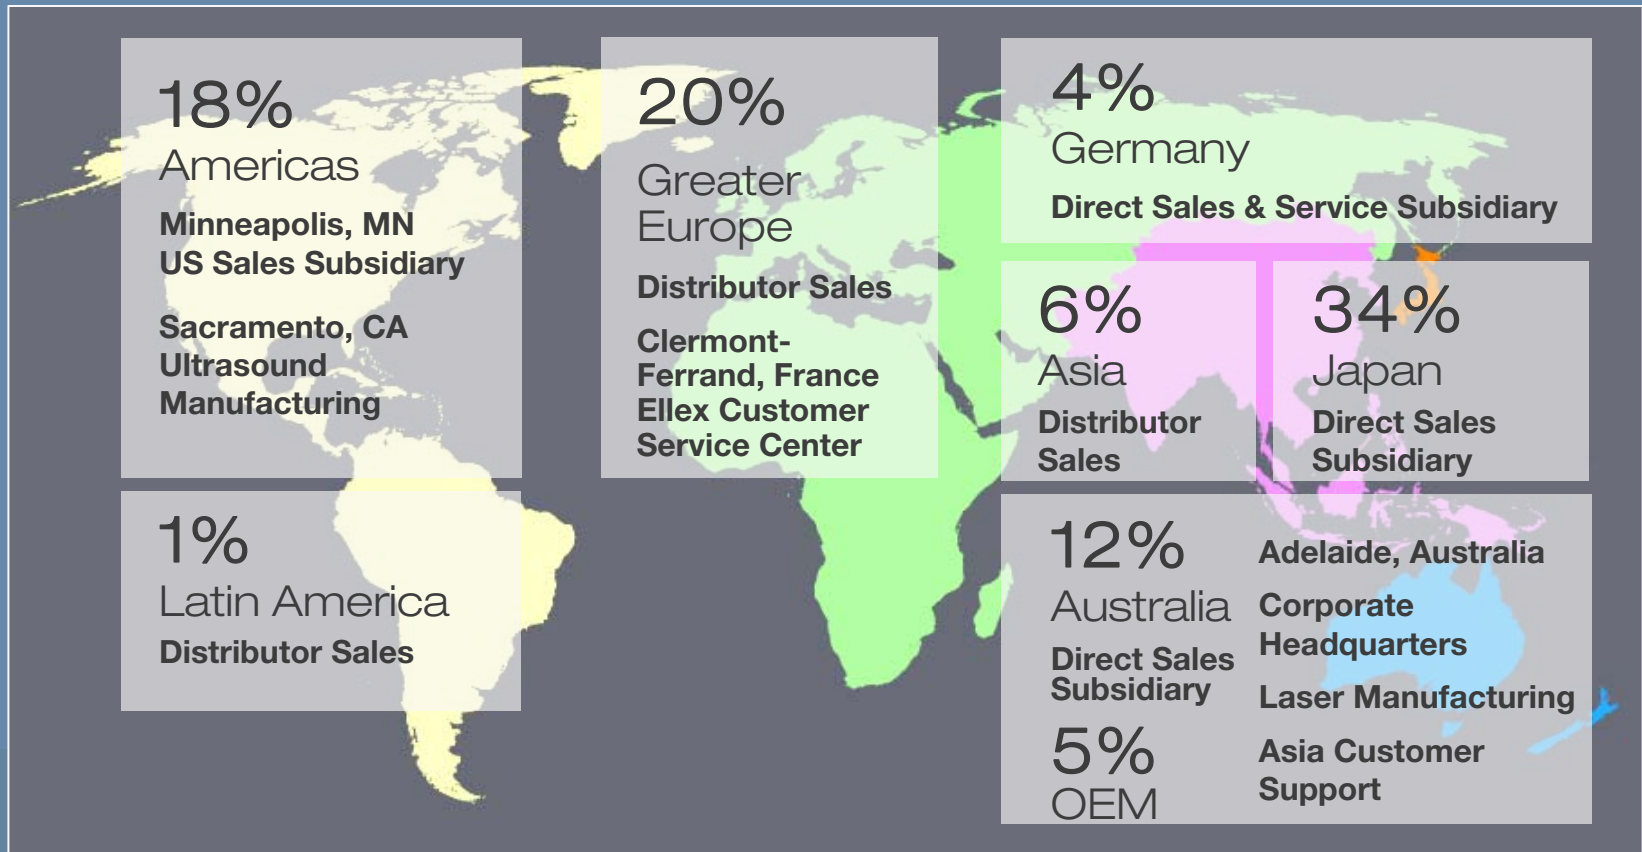 18%
Americas
Minneapolis, MN
US Sales Subsidiary
Sacramento, CA
Ultrasound
Manufacturing
1%
Latin America
Distributor Sales
20%
Greater
Europe
Distributor Sales
Clermont-
Ferrand, France
Ellex Customer
Service Center
4%
Germany
Direct Sales & Service Subsidiary
6%
Asia
Distributor
Sales
34%
Japan
Direct Sales
Subsidiary
12%
Australia
Direct Sales
Subsidiary
5%
OEM
Adelaide, Australia
Corporate
Headquarters
Laser Manufacturing
Asia Customer
Support